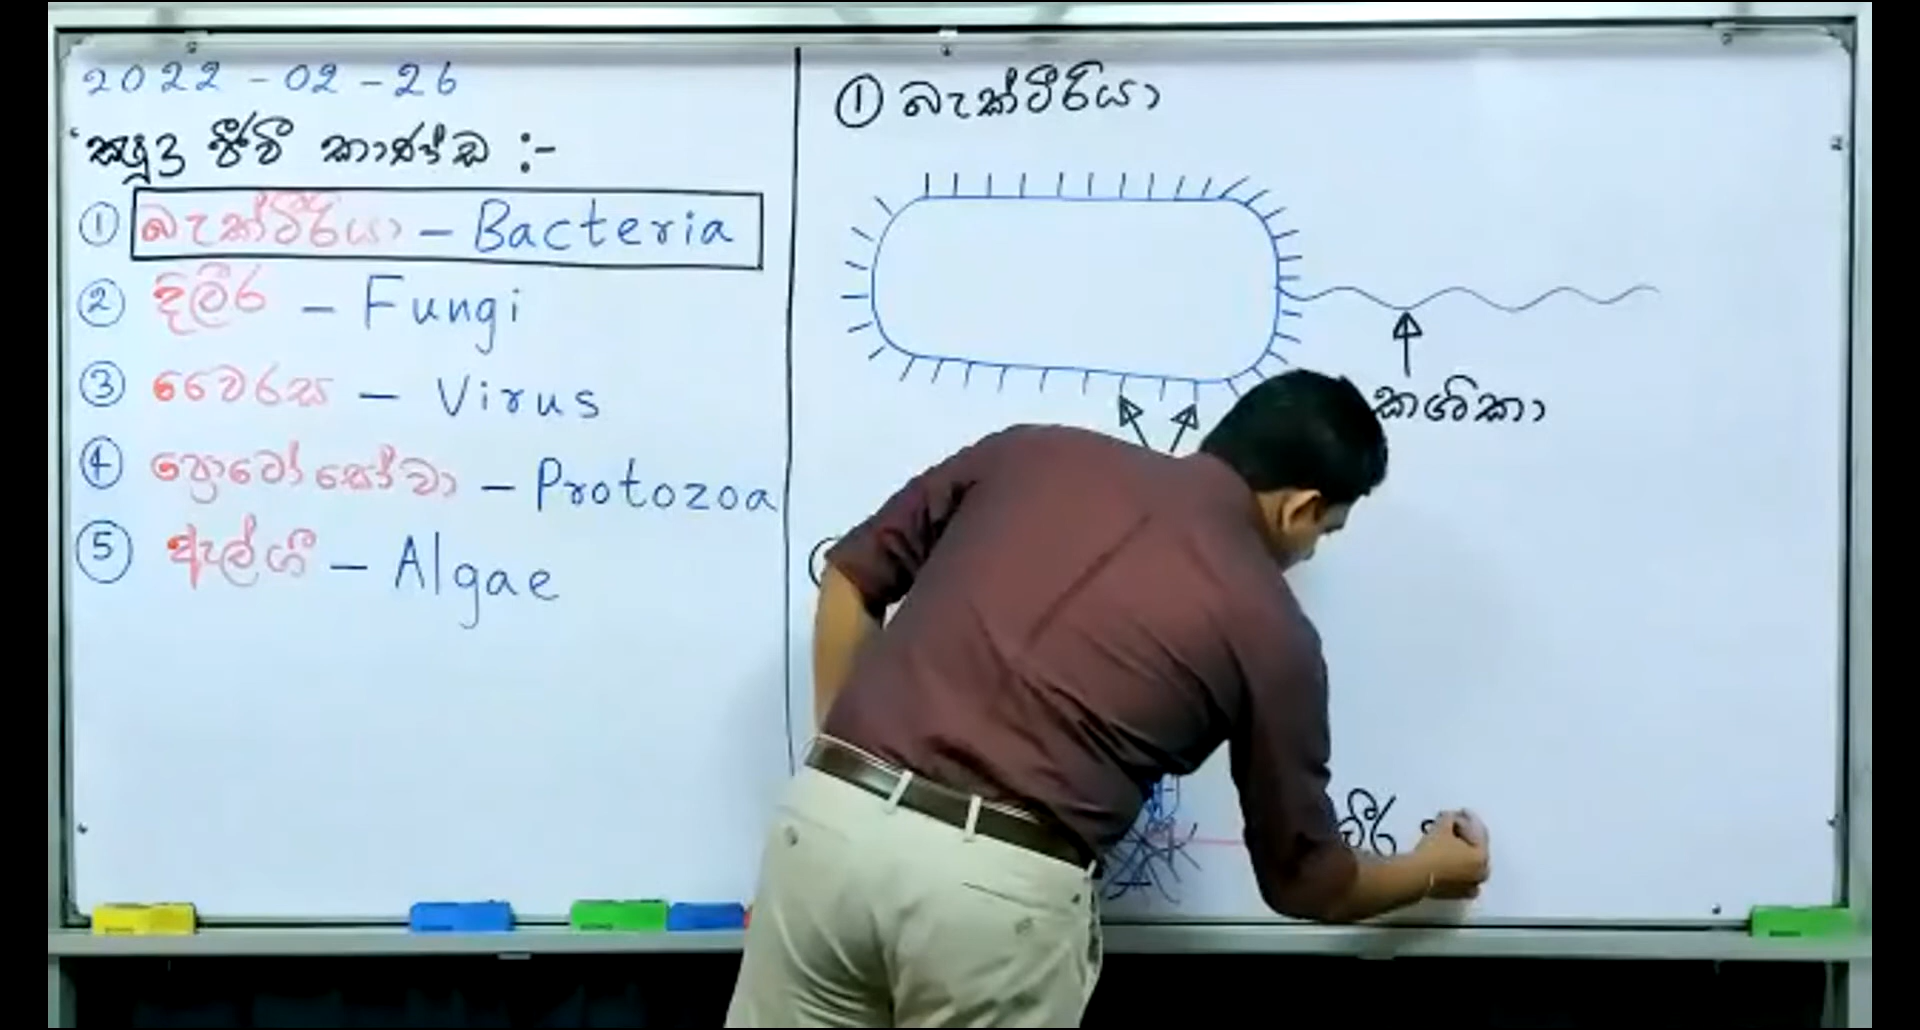 2022-02-26
ක්ෂුද්‍ර ජීවී කාණ්ඩ :-
① බැක්ටීරියා - Bacteria
② දිලීර - Fungi
③ වෛරස - Virus
④ ප්‍රොටෝසෝවා - Protozoa
⑤ ඇල්ගී - Algae
① බැක්ටීරියා
කශිකා